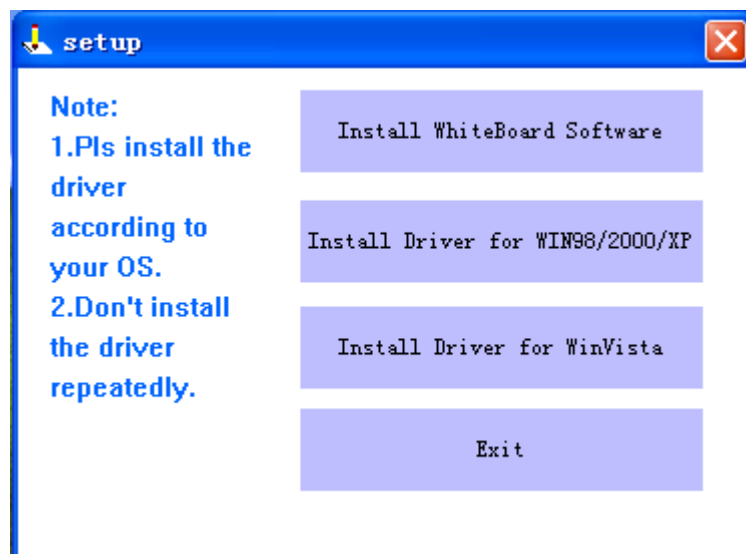 setup
Note:
1.Pls install the
driver
according to
your OS.
2.Don't install
the driver
repeatedly.
Install WhiteBoard Software
Install Driver for WIN98/2000/XP
Install Driver for WinVista
Exit